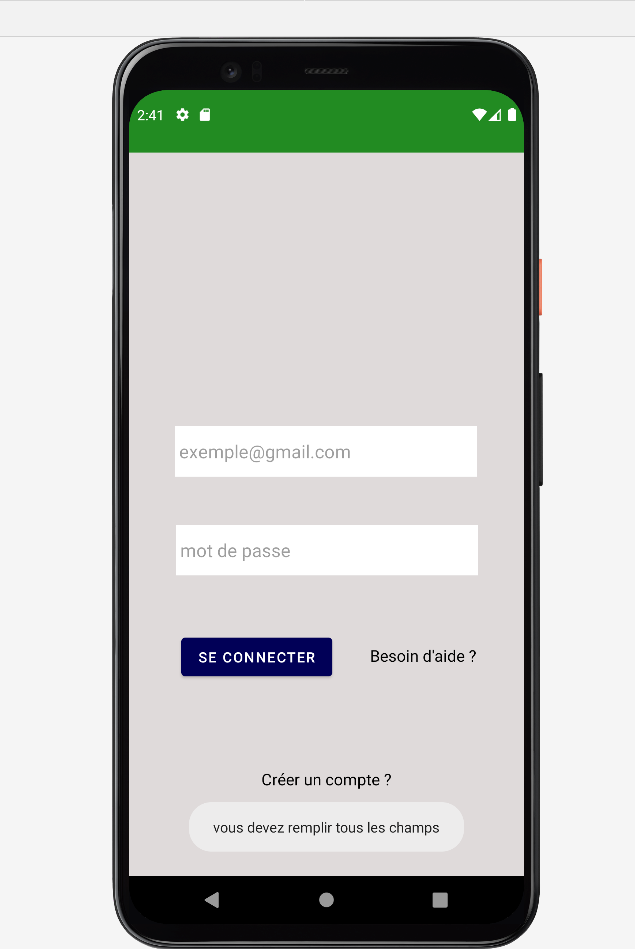 2:41
exemple@gmail.com
mot de passe
SE CONNECTER
Besoin d'aide ?
Créer un compte ?
vous devez remplir tous les champs